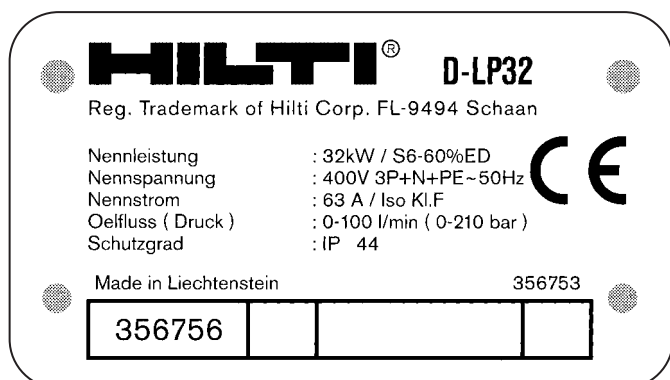 HILTI® D-LP32
Reg. Trademark of Hilti Corp. FL-9494 Schaan
Nennleistung : 32kW / S6-60%ED
Nennspannung : 400V 3P+N+PE~50Hz
Nennstrom : 63 A / Iso Kl.F
Oelfluss ( Druck ) : 0-100 l/min ( 0-210 bar )
Schutzgrad : IP 44
CE
Made in Liechtenstein 356753
356756